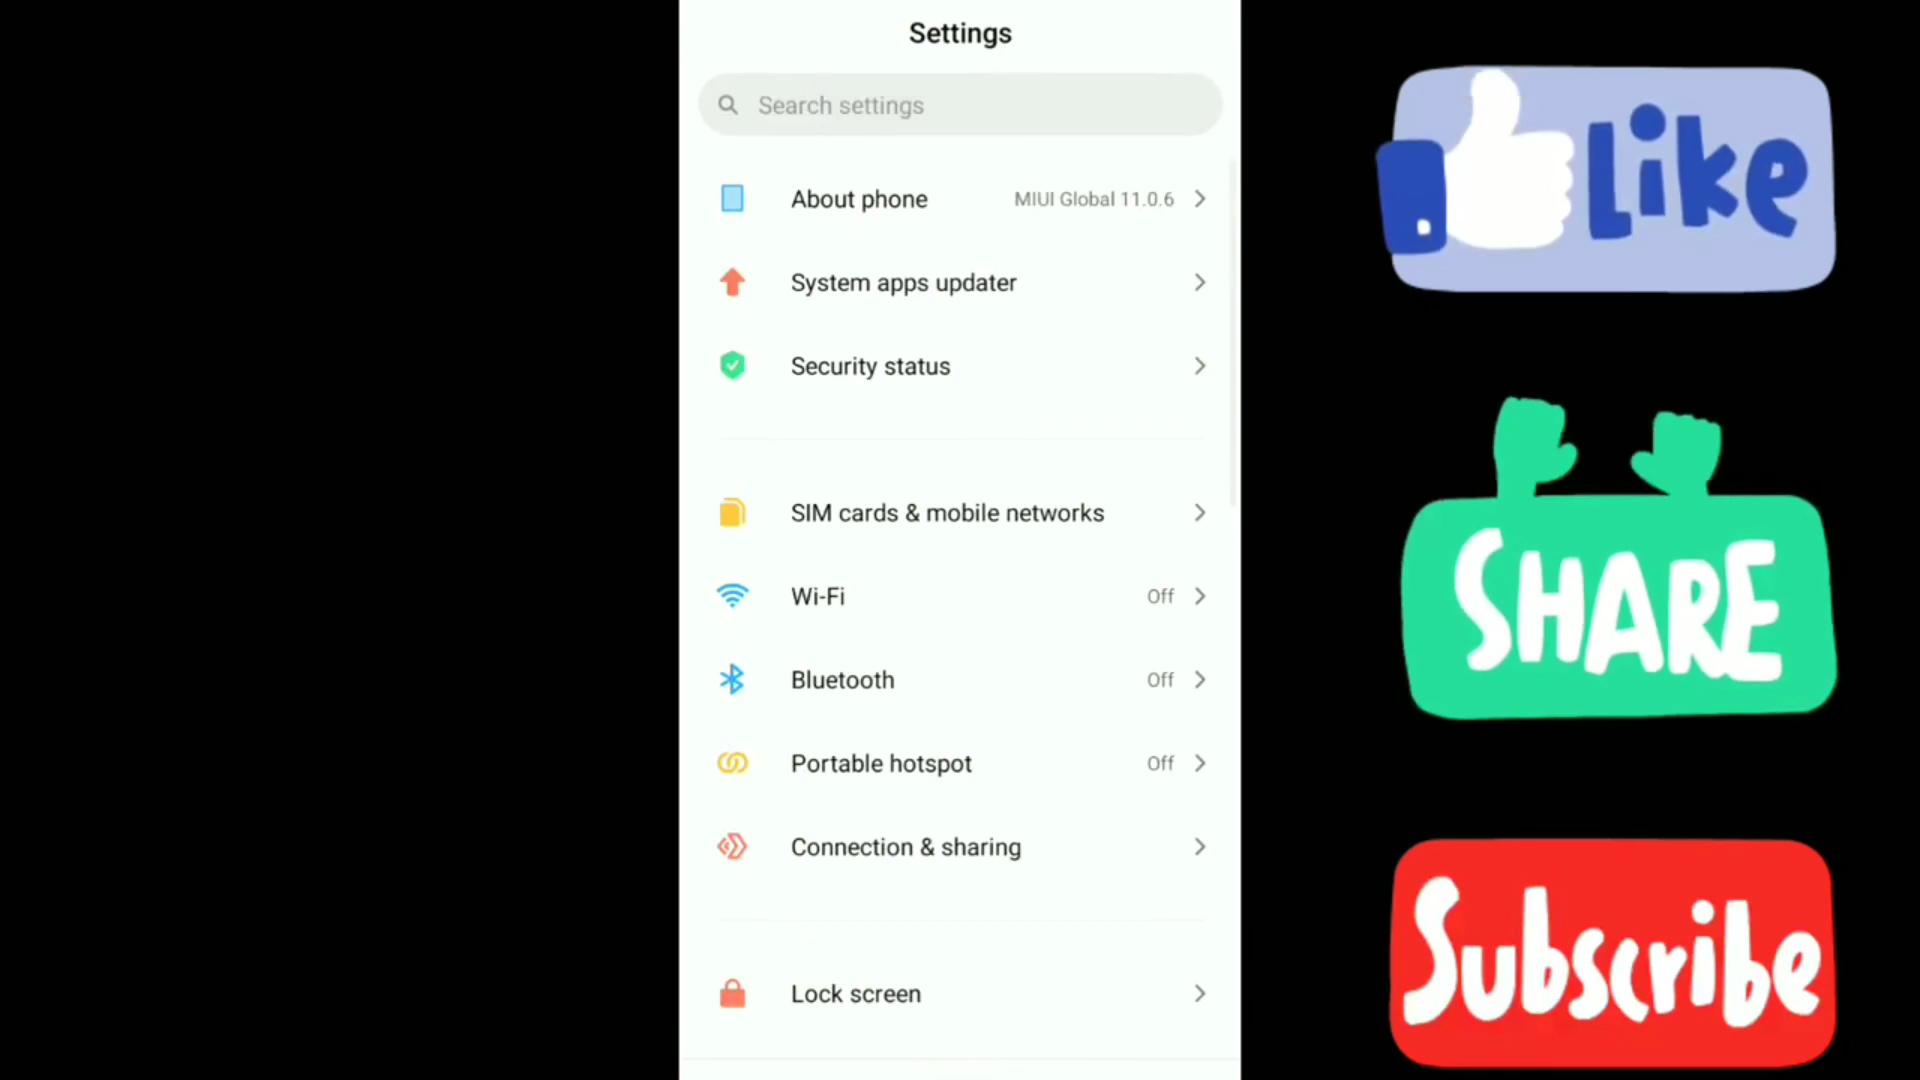 Settings
Search settings
About phone MIUI Global 11.0.6
System apps updater
Security status
SIM cards & mobile networks
Wi-Fi Off
Bluetooth Off
Portable hotspot Off
Connection & sharing
Lock screen
Like
SHARE
Subscribe